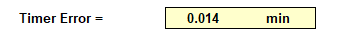 Timer Error = 0.014 min